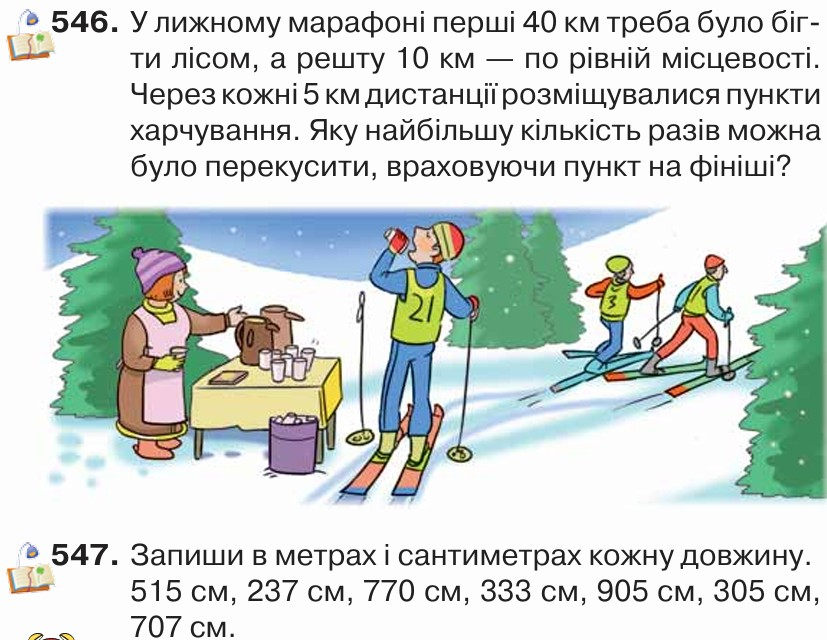 546. У лижному марафоні перші 40 км треба було біг-
ти лісом, а решту 10 км — по рівній місцевості.
Через кожні 5 км дистанції розміщувалися пункти
харчування. Яку найбільшу кількість разів можна
було перекусити, враховуючи пункт на фініші?
21
3
547. Запиши в метрах і сантиметрах кожну довжину.
515 см, 237 см, 770 см, 333 см, 905 см, 305 см,
707 см.